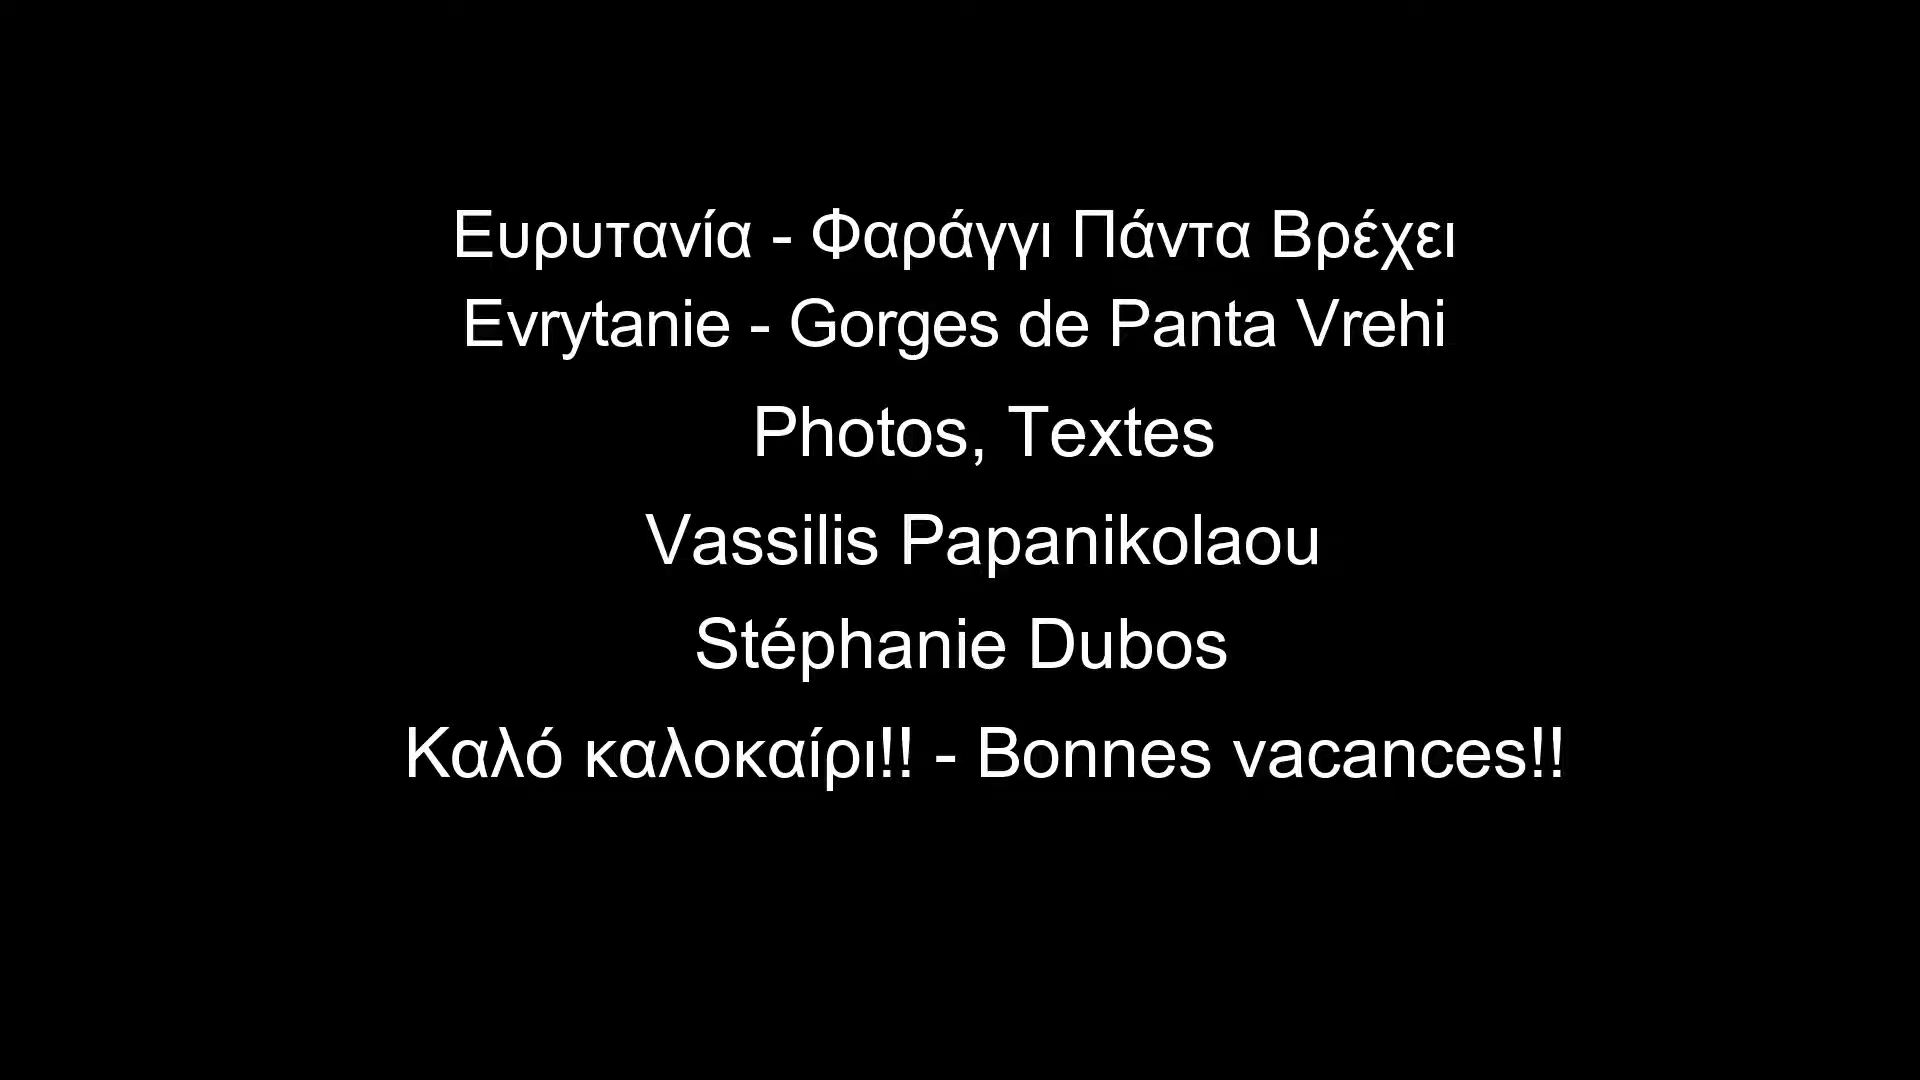 Ευρυτανία - Φαράγγι Πάντα Βρέχει
Evrytanie - Gorges de Panta Vrehi
Photos, Textes
Vassilis Papanikolaou
Stéphanie Dubos
Καλό καλοκαίρι!! - Bonnes vacances!!